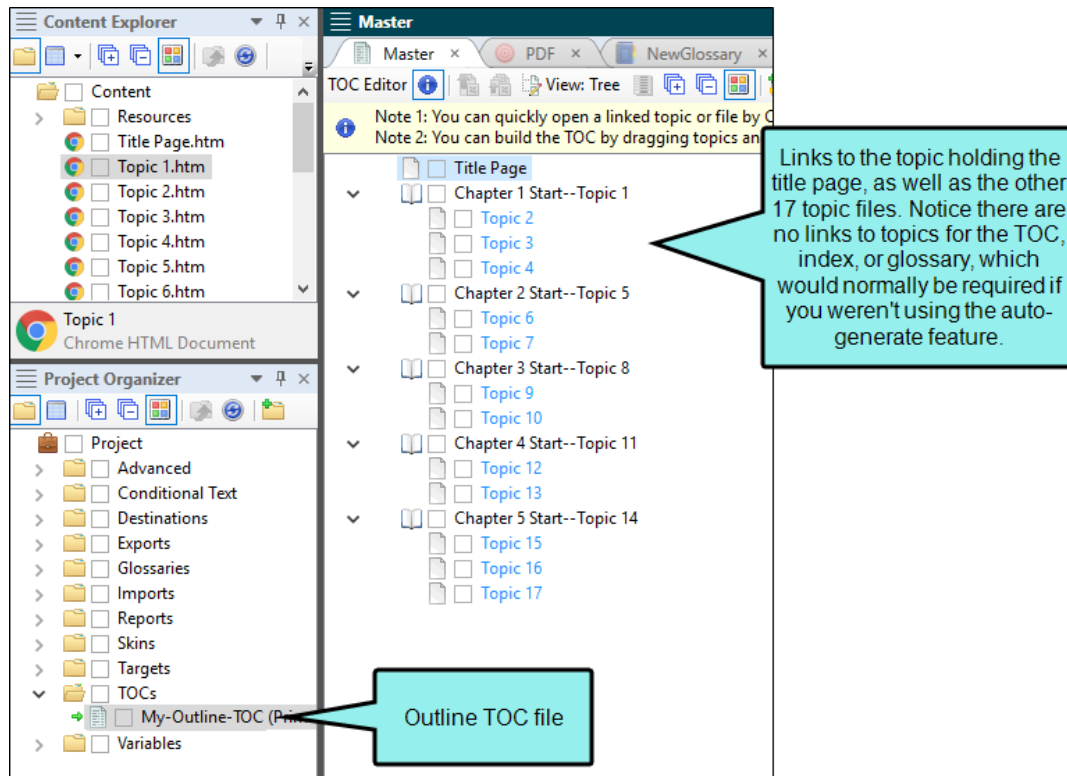 Content Explorer
Content
Resources
Title Page.htm
Topic 1.htm
Topic 2.htm
Topic 3.htm
Topic 4.htm
Topic 5.htm
Topic 6.htm
Topic 1
Chrome HTML Document
Project Organizer
Project
Advanced
Conditional Text
Destinations
Exports
Glossaries
Imports
Reports
Skins
Targets
TOCs
My-Outline-TOC (Prin
Variables
Master
Master PDF NewGlossary
TOC Editor View: Tree
Note 1: You can quickly open a linked topic or file by C
Note 2: You can build the TOC by dragging topics an
Title Page
Chapter 1 Start--Topic 1
Topic 2
Topic 3
Topic 4
Chapter 2 Start--Topic 5
Topic 6
Topic 7
Chapter 3 Start--Topic 8
Topic 9
Topic 10
Chapter 4 Start--Topic 11
Topic 12
Topic 13
Chapter 5 Start--Topic 14
Topic 15
Topic 16
Topic 17
Links to the topic holding the
title page, as well as the other
17 topic files. Notice there are
no links to topics for the TOC,
index, or glossary, which
would normally be required if
you weren't using the auto-
generate feature.
Outline TOC file